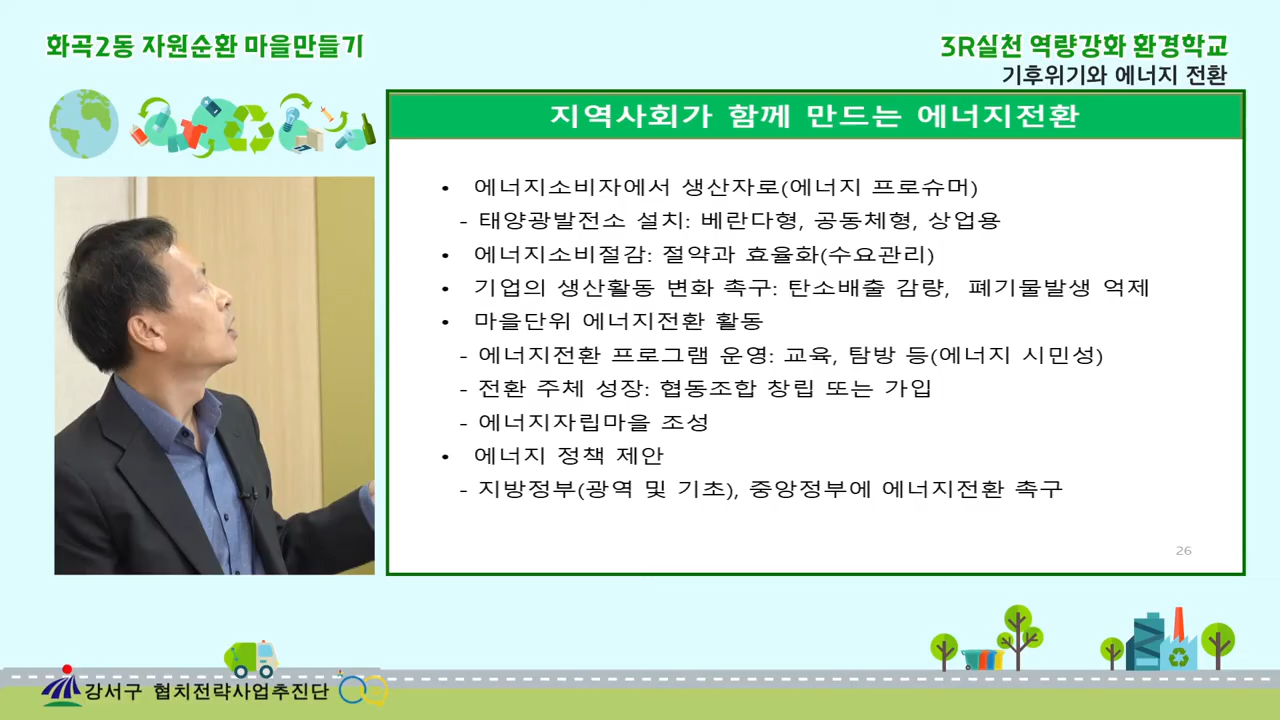 화곡2동 자원순환 마을만들기
3R실천 역량강화 환경학교
기후위기와 에너지 전환
지역사회가 함께 만드는 에너지전환
• 에너지소비자에서 생산자로(에너지 프로슈머)
- 태양광발전소 설치: 베란다형, 공동체형, 상업용
• 에너지소비절감: 절약과 효율화(수요관리)
• 기업의 생산활동 변화 촉구: 탄소배출 감량, 폐기물발생 억제
• 마을단위 에너지전환 활동
- 에너지전환 프로그램 운영: 교육, 탐방 등(에너지 시민성)
- 전환 주체 성장: 협동조합 창립 또는 가입
- 에너지자립마을 조성
• 에너지 정책 제안
- 지방정부(광역 및 기초), 중앙정부에 에너지전환 촉구
26
강서구 협치전략사업추진단